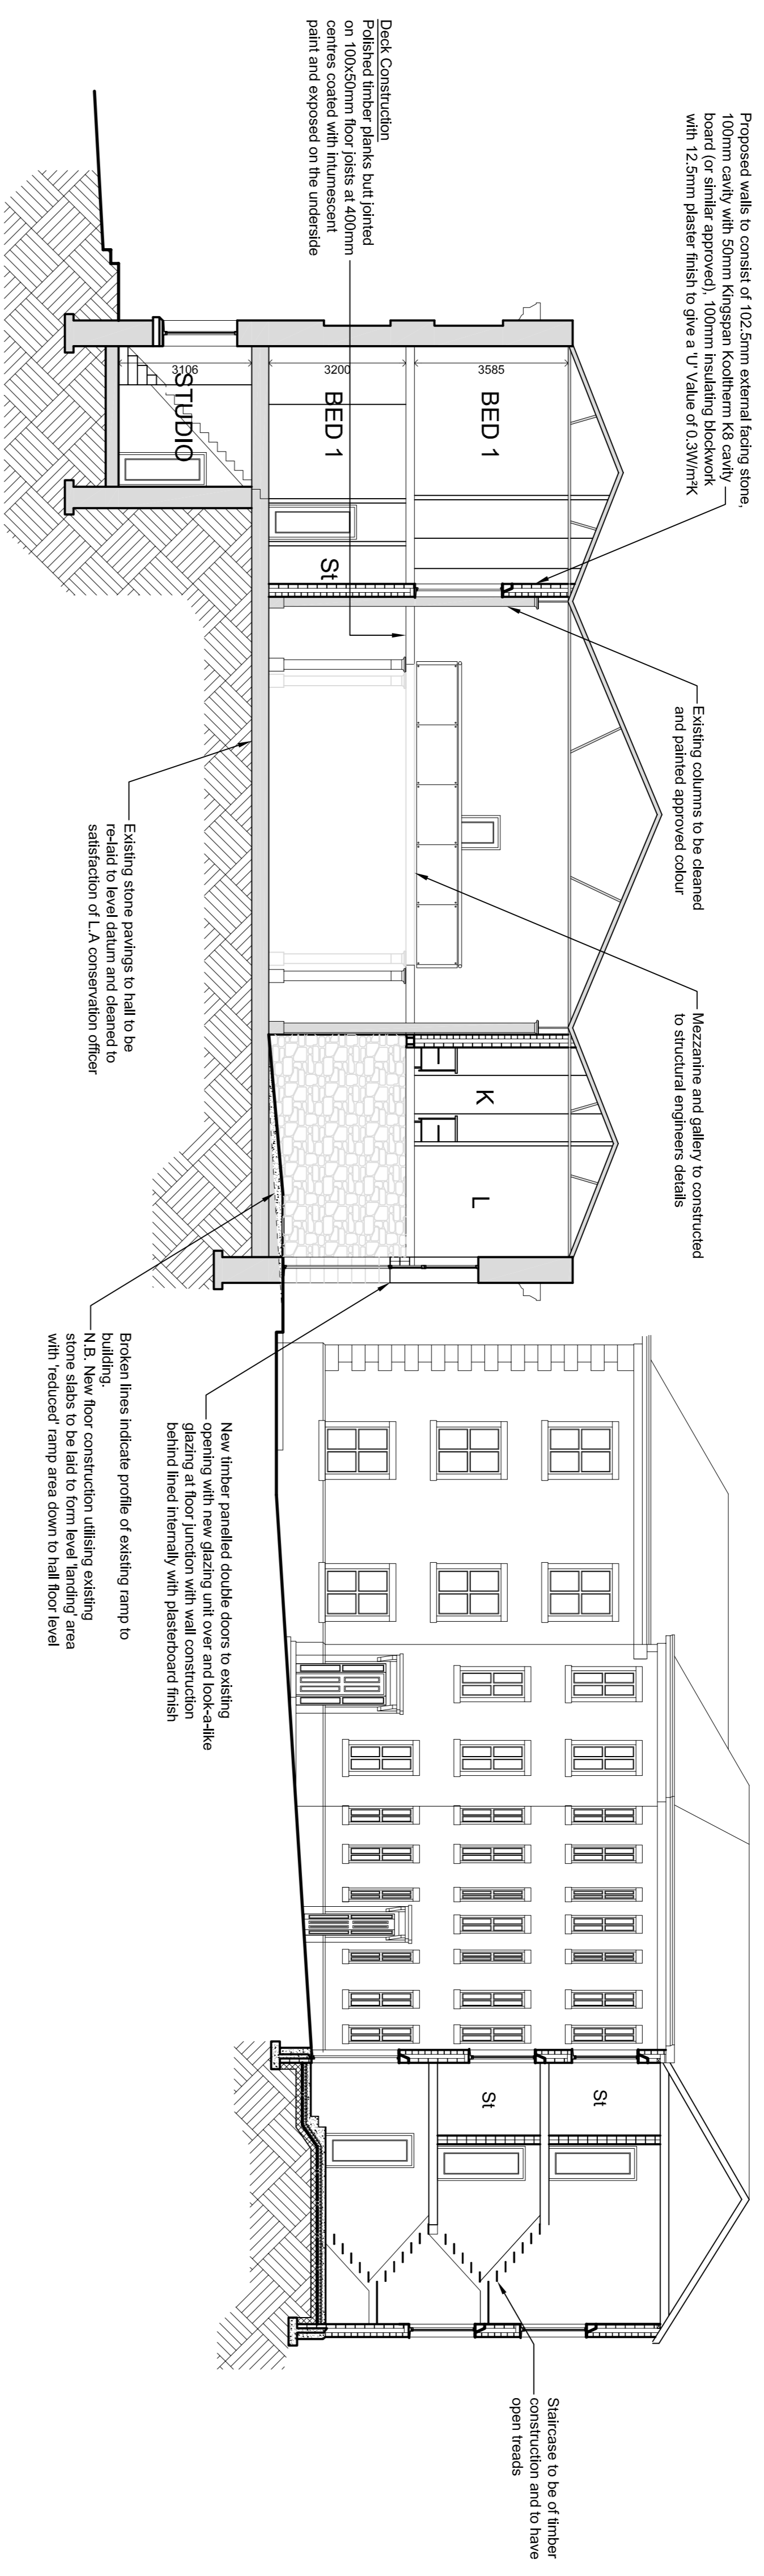 Proposed walls to consist of 102.5mm external facing stone,
100mm cavity with 50mm Kingspan Kooltherm K8 cavity
board (or similar approved), 100mm insulating blockwork
with 12.5mm plaster finish to give a 'U' Value of 0.3W/m²K
Existing columns to be cleaned
and painted approved colour
Mezzanine and gallery to constructed
to structural engineers details
Deck Construction
Polished timber planks butt jointed
on 100x50mm floor joists at 400mm
centres coated with intumescent
paint and exposed on the underside
3585
BED 1
3200
BED 1
St
3106
STUDIO
K
L
St
St
Staircase to be of timber
construction and to have
open treads
New timber panelled double doors to existing
opening with new glazing unit over and look-a-like
glazing at floor junction with wall construction
behind lined internally with plasterboard finish
Existing stone pavings to hall to be
re-laid to level datum and cleaned to
satisfaction of L.A conservation officer
Broken lines indicate profile of existing ramp to
building.
N.B. New floor construction utilising existing
stone slabs to be laid to form level 'landing' area
with 'reduced' ramp area down to hall floor level